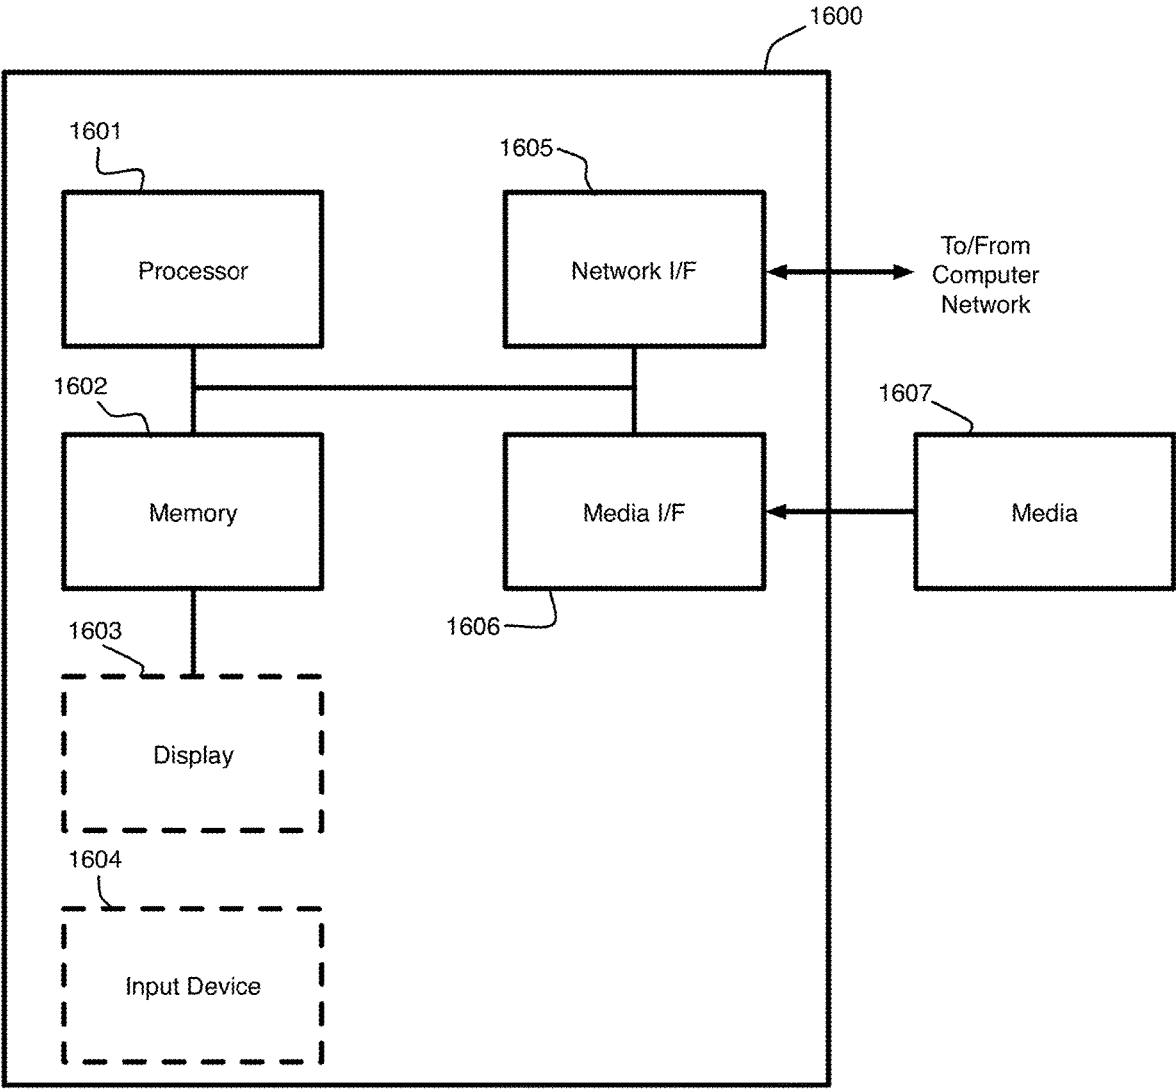 1600
1601
1605
Processor
Network I/F
To/From
Computer
Network
1602
1607
Memory
Media I/F
Media
1603
1606
Display
1604
Input Device